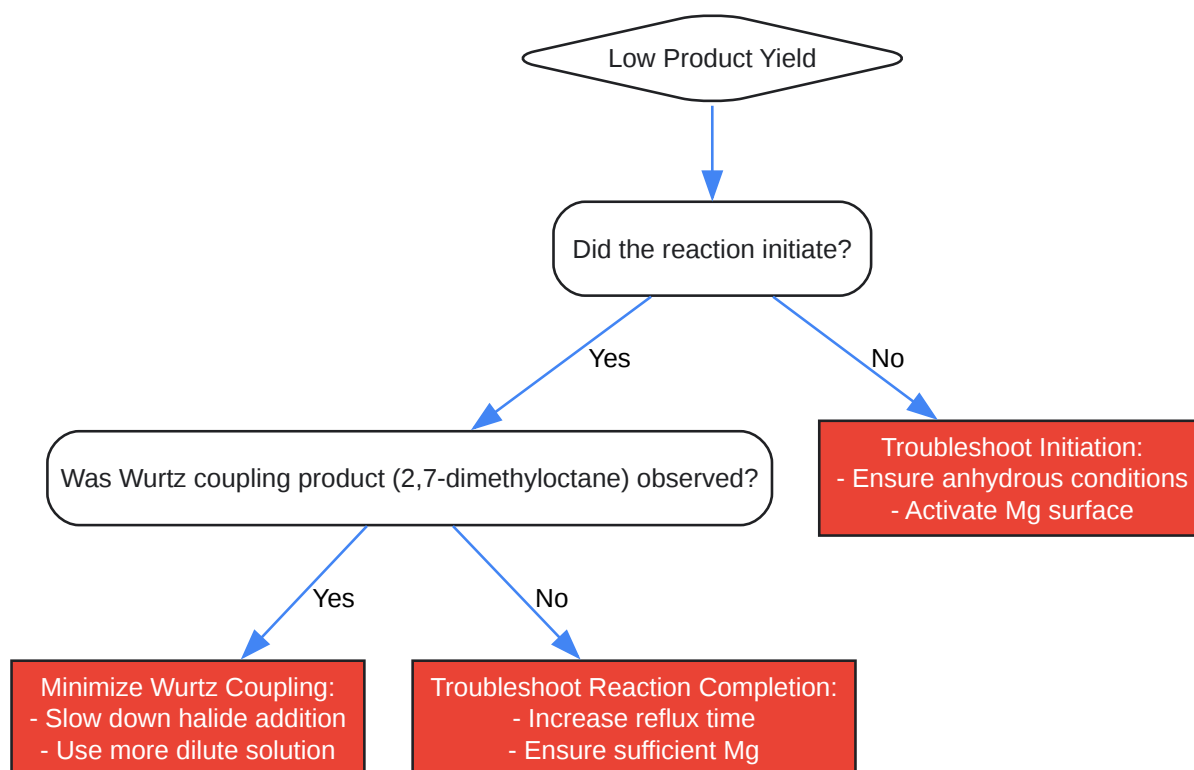 Low Product Yield
Did the reaction initiate?
Yes
No
Was Wurtz coupling product (2,7-dimethyloctane) observed?
Troubleshoot Initiation:
- Ensure anhydrous conditions
- Activate Mg surface
Yes
No
Minimize Wurtz Coupling:
- Slow down halide addition
- Use more dilute solution
Troubleshoot Reaction Completion:
- Increase reflux time
- Ensure sufficient Mg